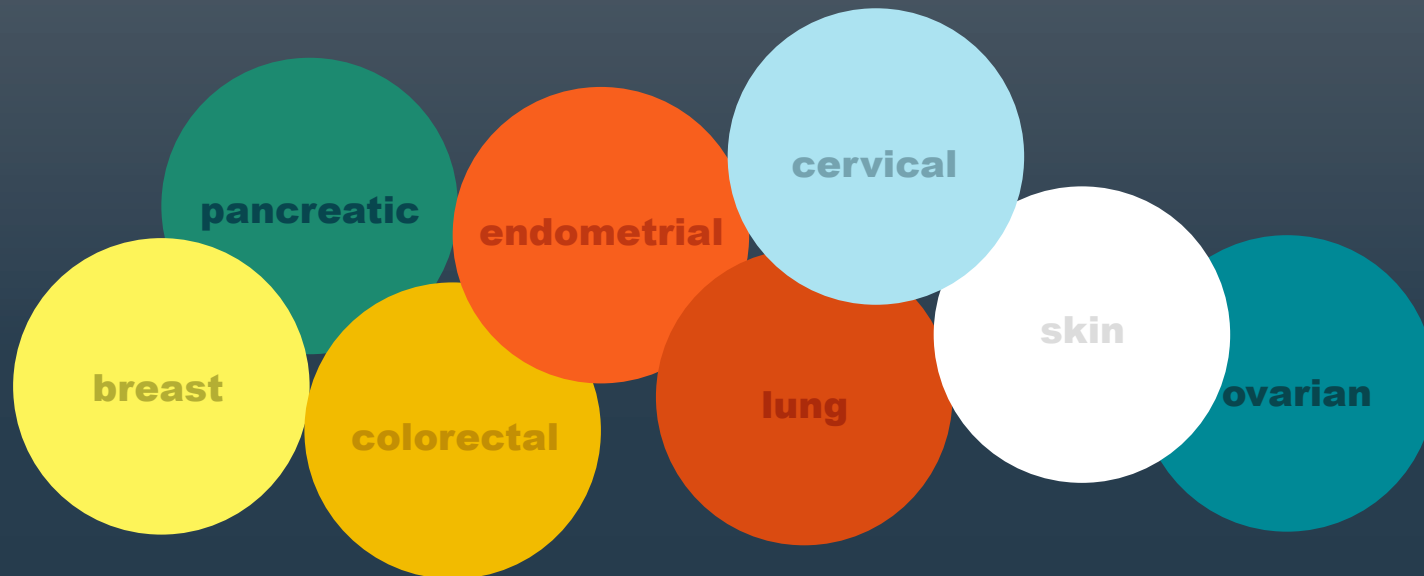 cervical
pancreatic
endometrial
skin
breast
ovarian
lung
colorectal